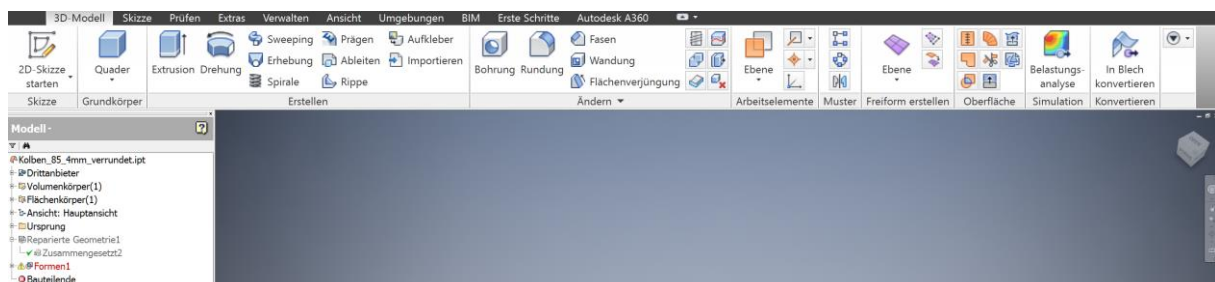 3D-Modell Skizze Prüfen Extras Verwalten Ansicht Umgebungen BIM Erste Schritte Autodesk A360
Sweeping Prägen Aufkleber Fasen
Erhebung Ableiten Importieren Wandung
2D-Skizze Quader Extrusion Drehung Bohrung Rundung Ebene Ebene Belastungs- In Blech
starten Spirale Rippe Flächenverjüngung analyse konvertieren
Skizze Grundkörper Erstellen Ändern Arbeitselemente Muster Freiform erstellen Oberfläche Simulation Konvertieren
Modell
Kolben_85_4mm_verrundet.ipt
Drittanbieter
Volumenkörper(1)
Flächenkörper(1)
Ansicht: Hauptansicht
Ursprung
Reparierte Geometrie1
Zusammengesetzt2
Formen1
Bauteilende